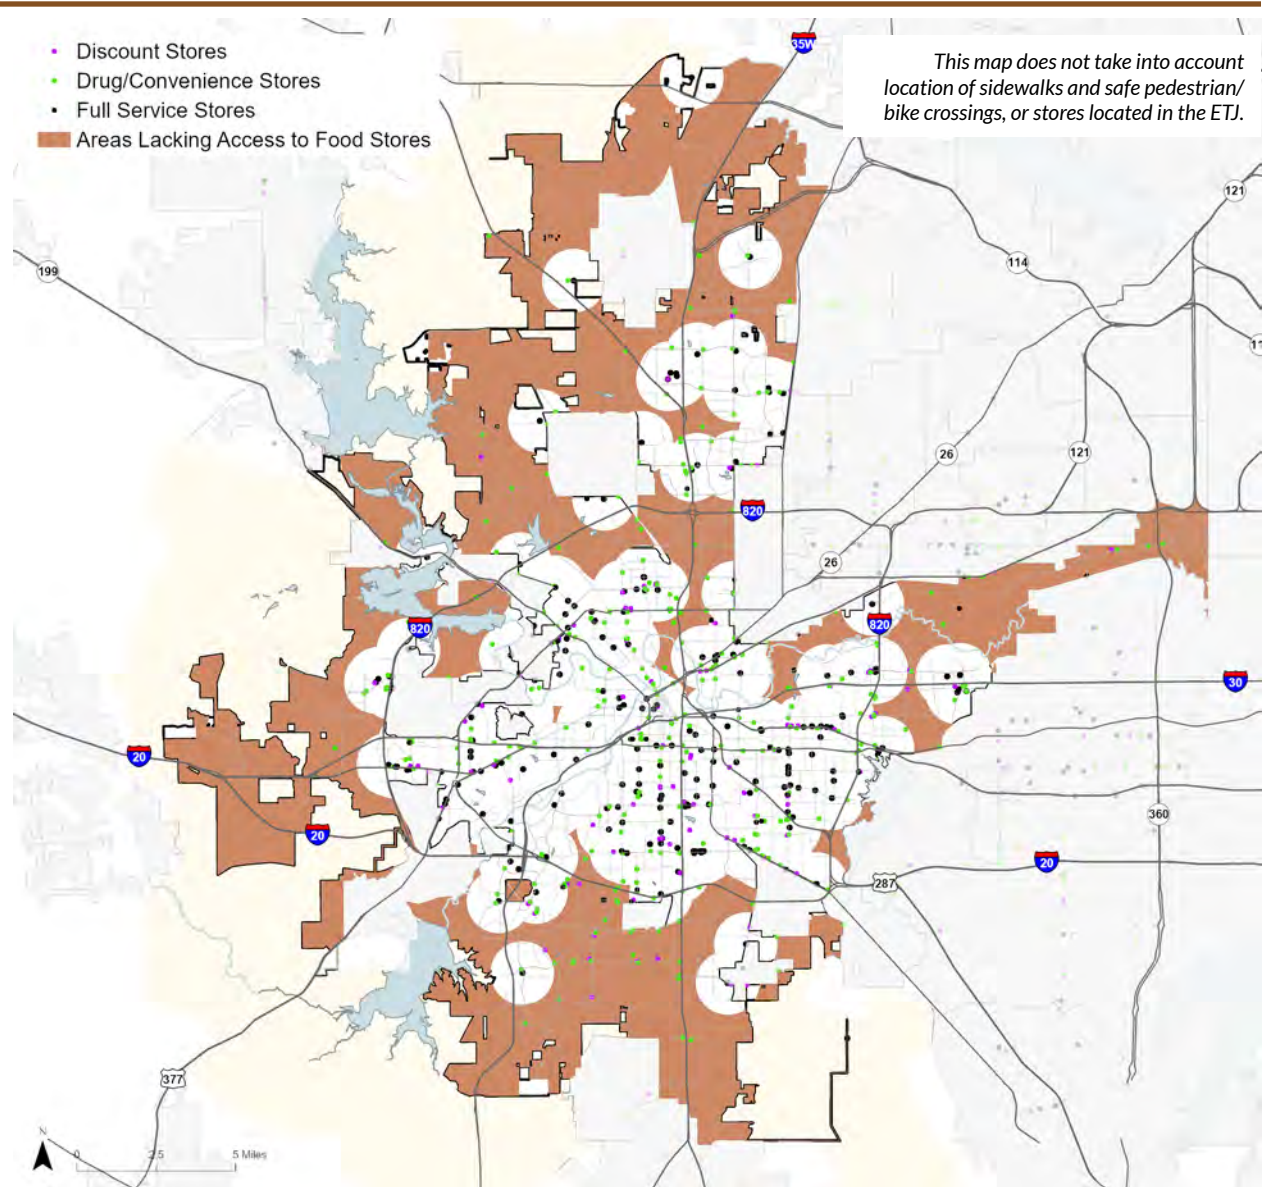 Discount Stores
Drug/Convenience Stores
Full Service Stores
Areas Lacking Access to Food Stores
This map does not take into account
location of sidewalks and safe pedestrian/
bike crossings, or stores located in the ETJ.
35W
121
114
199
26
121
820
26
820
820
30
20
20
360
20
287
377
N
0 2.5 5 Miles